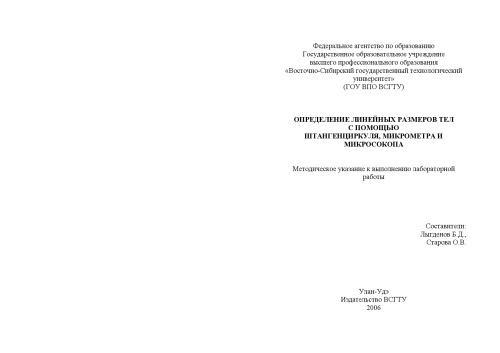 Федеральное агентство по образованию
Государственное образовательное учреждение
высшего профессионального образования
«Восточно-Сибирский государственный технологический
университет»
(ГОУ ВПО ВСГТУ)
ОПРЕДЕЛЕНИЕ ЛИНЕЙНЫХ РАЗМЕРОВ ТЕЛ
С ПОМОЩЬЮ
ШТАНГЕНЦИРКУЛЯ, МИКРОМЕТРА И
МИКРОСОКОПА
Методическое указание к выполнению лабораторной
работы
Составители:
Лыгденов Б.Д.,
Старова О.В.
Улан-Удэ
Издательство ВСГТУ
2006